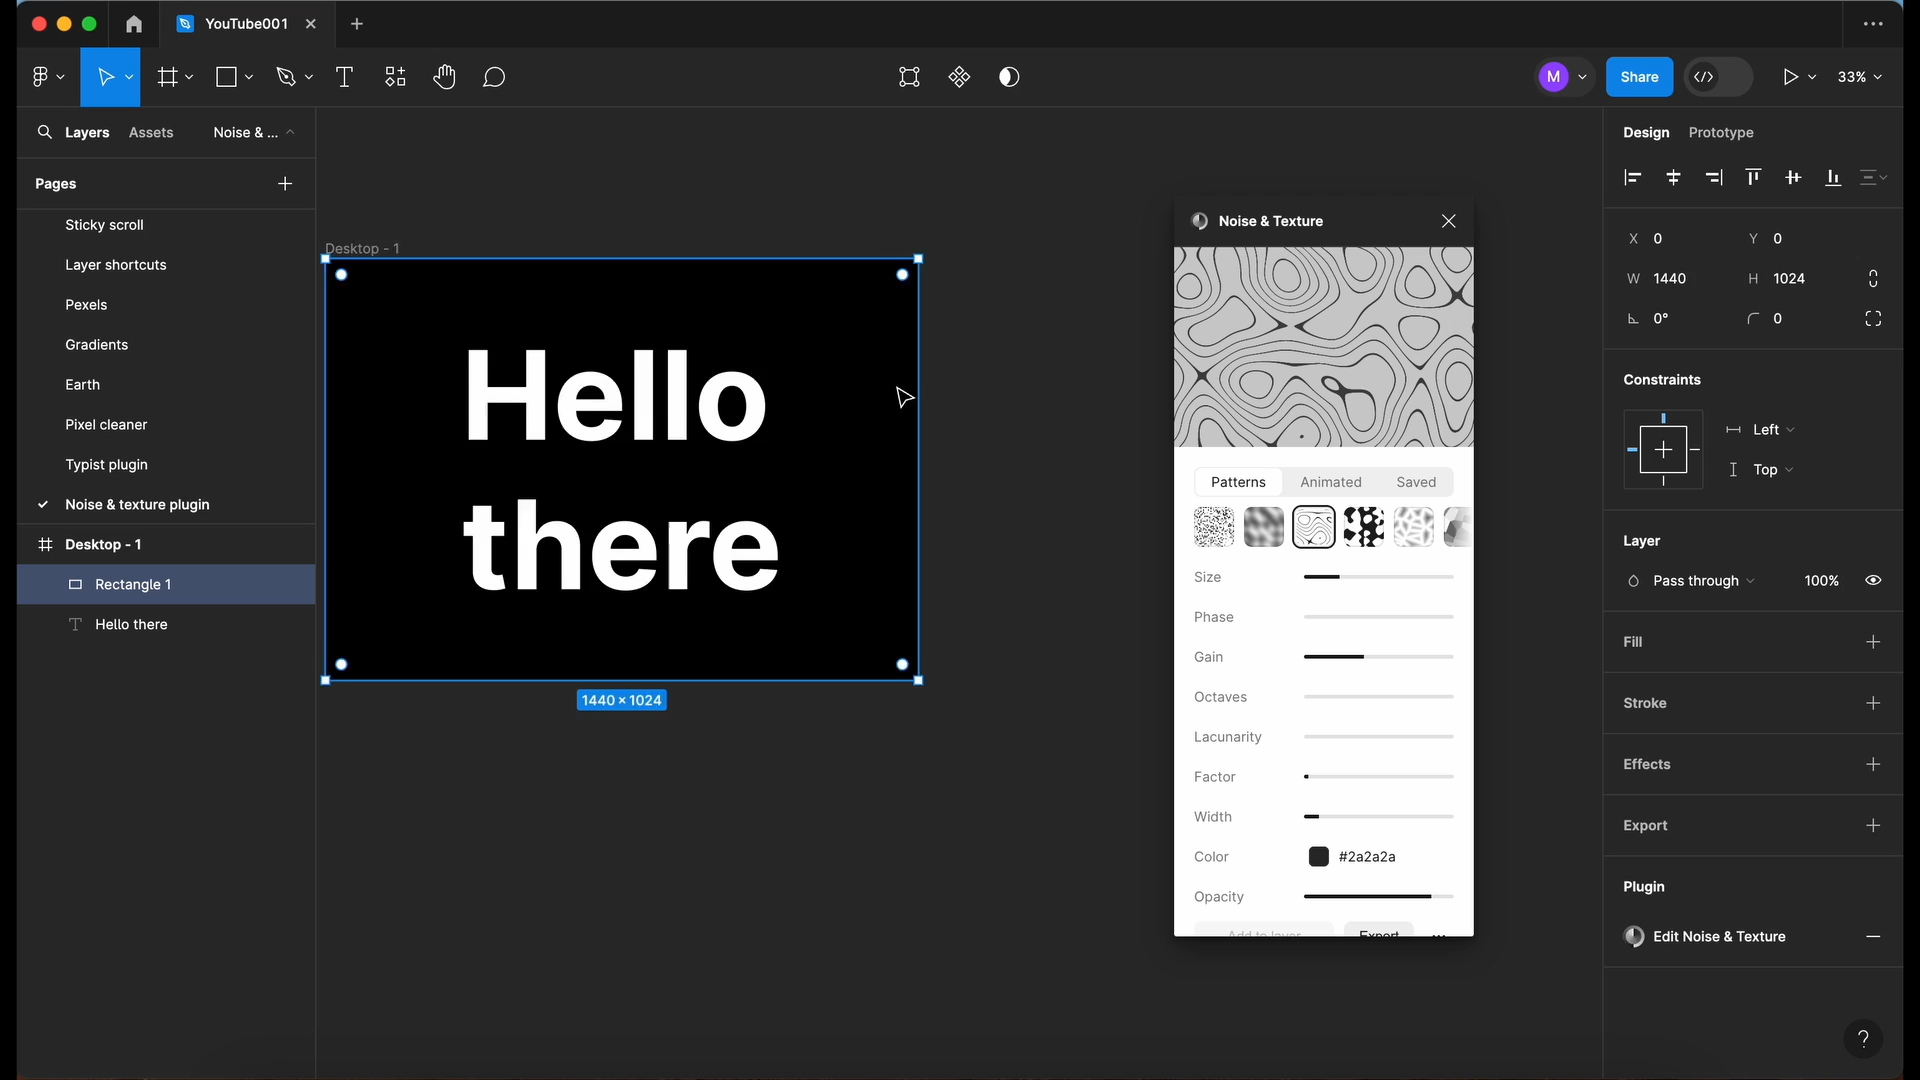 YouTube001
M
Share
33%
Layers
Assets
Noise & ...
Pages
Sticky scroll
Layer shortcuts
Pexels
Gradients
Earth
Pixel cleaner
Typist plugin
Noise & texture plugin
Desktop - 1
Rectangle 1
Hello there
Desktop - 1
Hello
there
1440 × 1024
Noise & Texture
Patterns
Animated
Saved
Size
Phase
Gain
Octaves
Lacunarity
Factor
Width
Color
#2a2a2a
Opacity
Add to layer
Export
Design
Prototype
X 0
Y 0
W 1440
H 1024
0°
0
Constraints
Left
Top
Layer
Pass through
100%
Fill
Stroke
Effects
Export
Plugin
Edit Noise & Texture
?